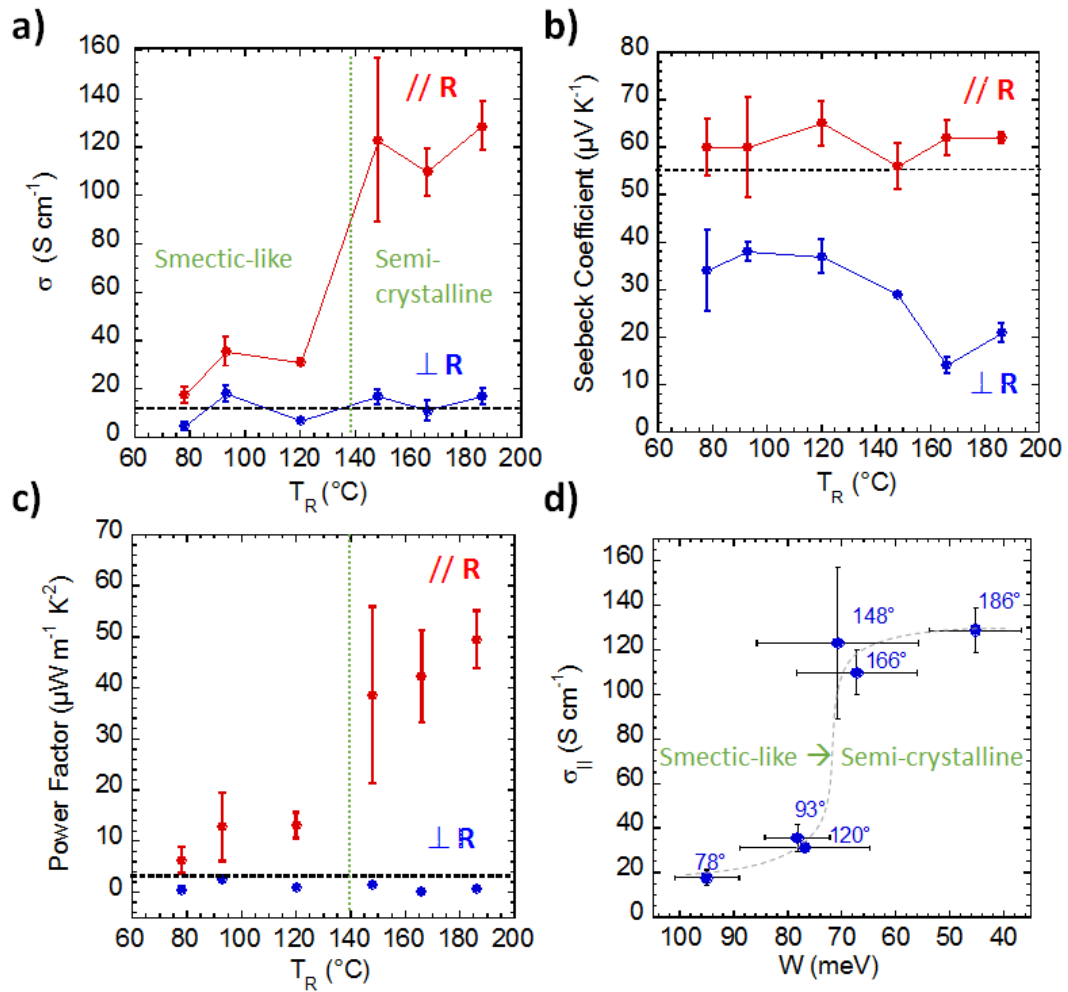 a)
160
140
120
100
80
60
40
20
0
σ (S cm-1)
// R
Smectic-like
Semi-
crystalline
⊥ R
60 80 100 120 140 160 180 200
TR (°C)
b)
80
70
60
50
40
30
20
10
0
Seebeck Coefficient (µV K-1)
// R
⊥ R
60 80 100 120 140 160 180 200
TR (°C)
c)
70
60
50
40
30
20
10
0
Power Factor (µW m-1 K-2)
// R
⊥ R
60 80 100 120 140 160 180 200
TR (°C)
d)
160
140
120
100
80
60
40
20
0
σ|| (S cm-1)
186°
148°
166°
Smectic-like → Semi-crystalline
93°
120°
78°
100 90 80 70 60 50 40
W (meV)